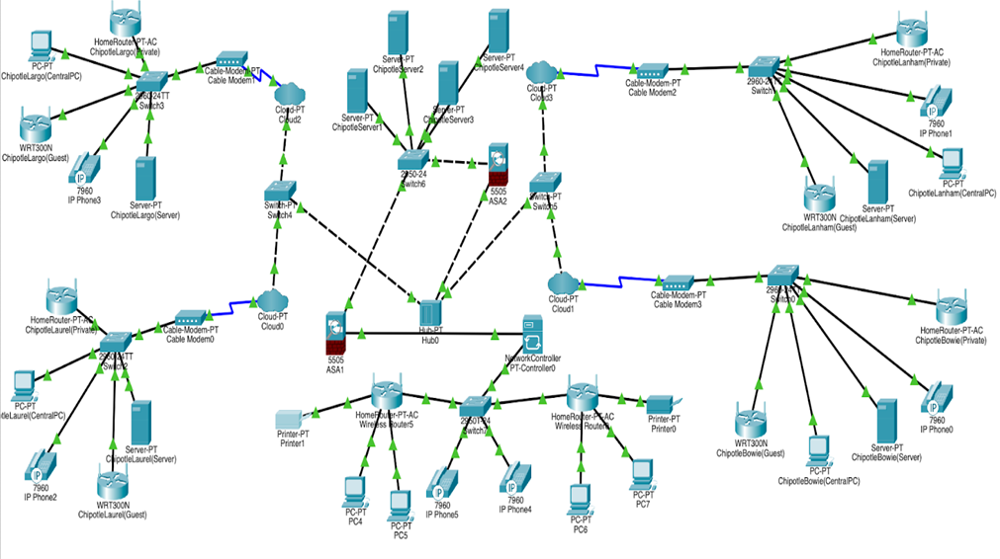 HomeRouter-PT-AC
ChipotleLargo(Private)
PC-PT
ChipotleLargo(CentralPC)
2960-24TT
Switch3
Cable-Modem-PT
Cable Modem1
Cloud-PT
Cloud2
WRT300N
ChipotleLargo(Guest)
7960
IP Phone3
Server-PT
ChipotleLargo(Server)
Server-PT
ChipotleServer2
Server-PT
ChipotleServer4
Server-PT
ChipotleServer1
Server-PT
ChipotleServer3
2950-24
Switch6
5505
ASA2
Cloud-PT
Cloud3
Cable-Modem-PT
Cable Modem2
2960-24TT
HomeRouter-PT-AC
ChipotleLanham(Private)
7960
IP Phone1
PC-PT
ChipotleLanham(CentralPC)
Server-PT
ChipotleLanham(Server)
WRT300N
ChipotleLanham(Guest)
Switch-PT
Switch4
Switch-PT
Switch5
HomeRouter-PT-AC
ChipotleLaurel(Private)
Cable-Modem-PT
Cable Modem0
Cloud-PT
Cloud0
2960-24TT
Switch2
PC-PT
tleLaurel(CentralPC)
Server-PT
ChipotleLaurel(Server)
7960
IP Phone2
WRT300N
ChipotleLaurel(Guest)
5505
ASA1
Hub-PT
Hub0
NetworkController
PT-Controller0
Cloud-PT
Cloud1
Cable-Modem-PT
Cable Modem3
Switch0
HomeRouter-PT-AC
ChipotleBowie(Private)
7960
IP Phone0
Server-PT
ChipotleBowie(Server)
PC-PT
ChipotleBowie(CentralPC)
WRT300N
ChipotleBowie(Guest)
Printer-PT
Printer1
HomeRouter-PT-AC
Wireless Router5
HomeRouter-PT-AC
Printer-PT
Printer0
PC-PT
PC4
PC-PT
PC5
7960
IP Phone5
7960
IP Phone4
PC-PT
PC6
PC-PT
PC7